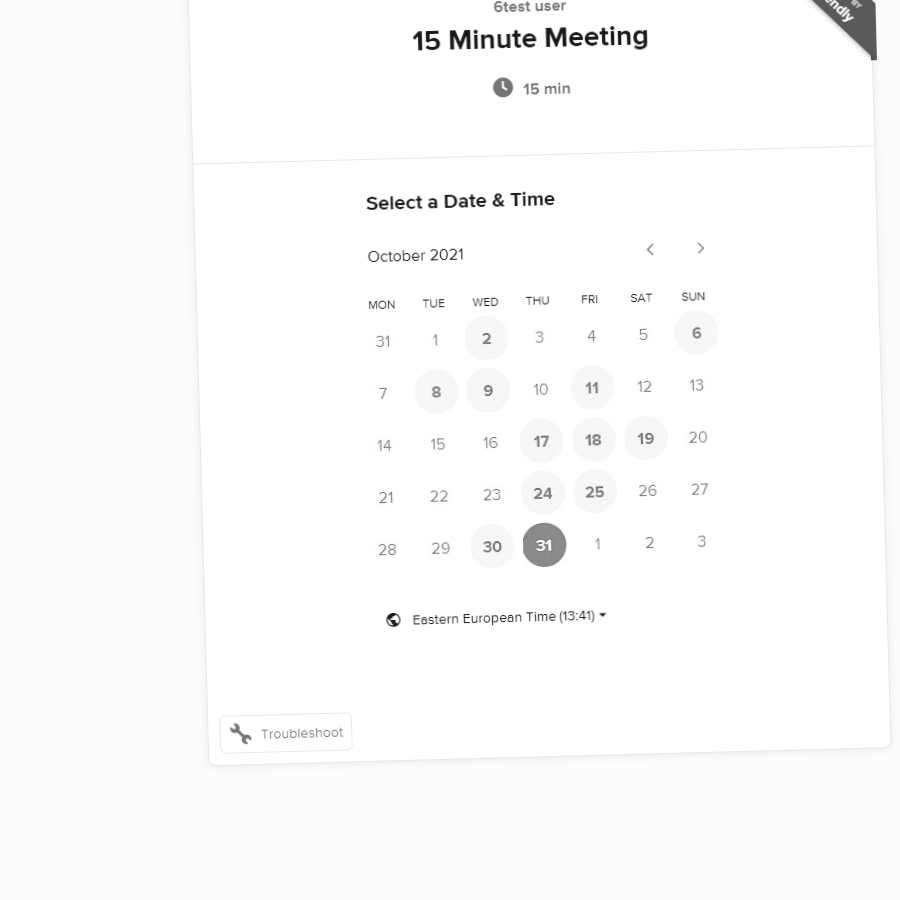 6test user
15 Minute Meeting
BY
15 min
Select a Date & Time
October 2021
MON TUE WED THU FRI SAT SUN
31 1 2 3 4 5 6
7 8 9 10 11 12 13
14 15 16 17 18 19 20
21 22 23 24 25 26 27
28 29 30 31 1 2 3
Eastern European Time (13:41)
Troubleshoot